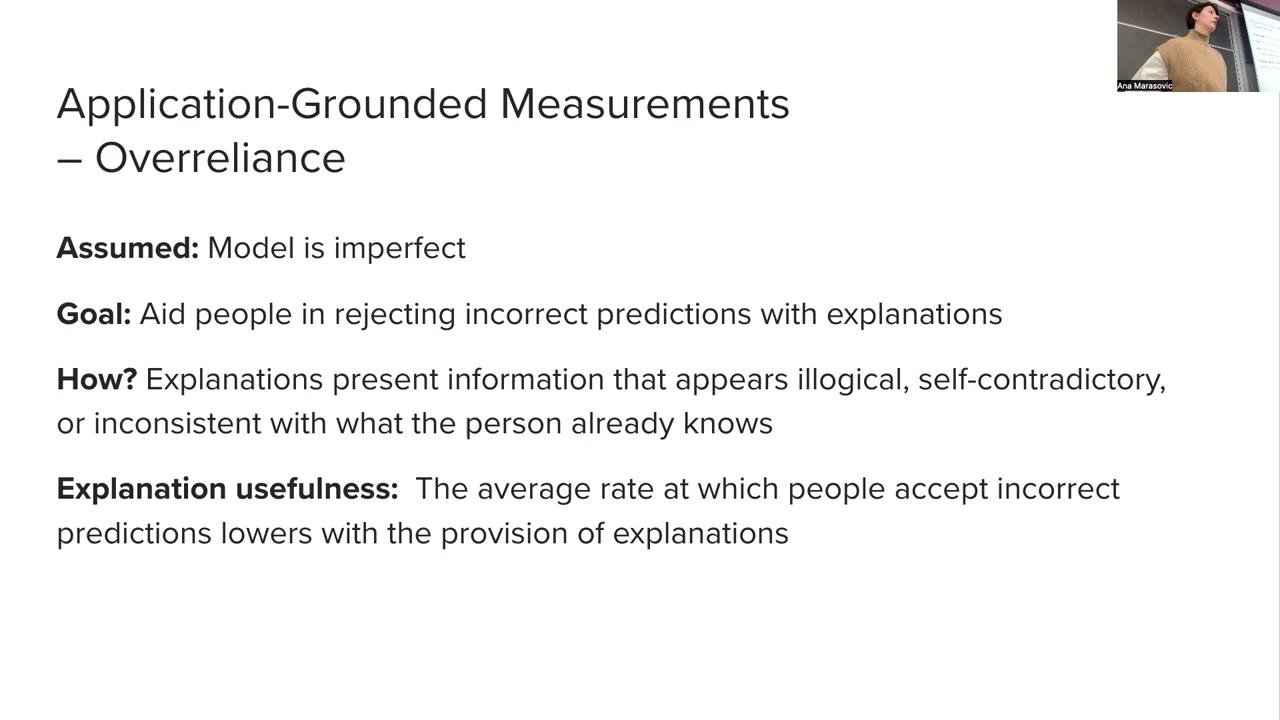 Application-Grounded Measurements
– Overreliance
Assumed: Model is imperfect
Goal: Aid people in rejecting incorrect predictions with explanations
How? Explanations present information that appears illogical, self-contradictory,
or inconsistent with what the person already knows
Explanation usefulness: The average rate at which people accept incorrect
predictions lowers with the provision of explanations
Ana Marasovic